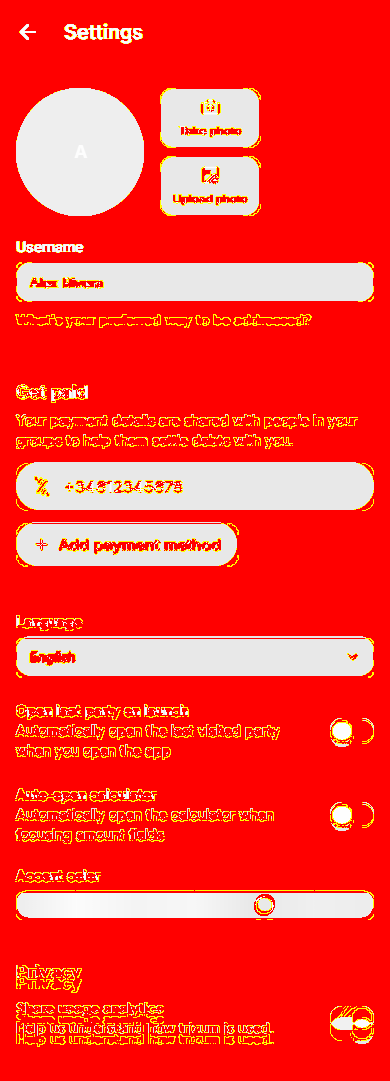 Settings
A
Take photo
Upload photo
Username
Alex Rivera
What's your preferred way to be addressed?
Get paid
Your payment details are shared with people in your
groups to help them settle debts with you.
Add payment method
Language
English
Open last party on launch
Automatically open the last visited party
when you open the app
Auto-open calculator
Automatically open the calculator when
focusing amount fields
Accent color
Privacy
Share usage analytics
Help us understand how tricum is used.